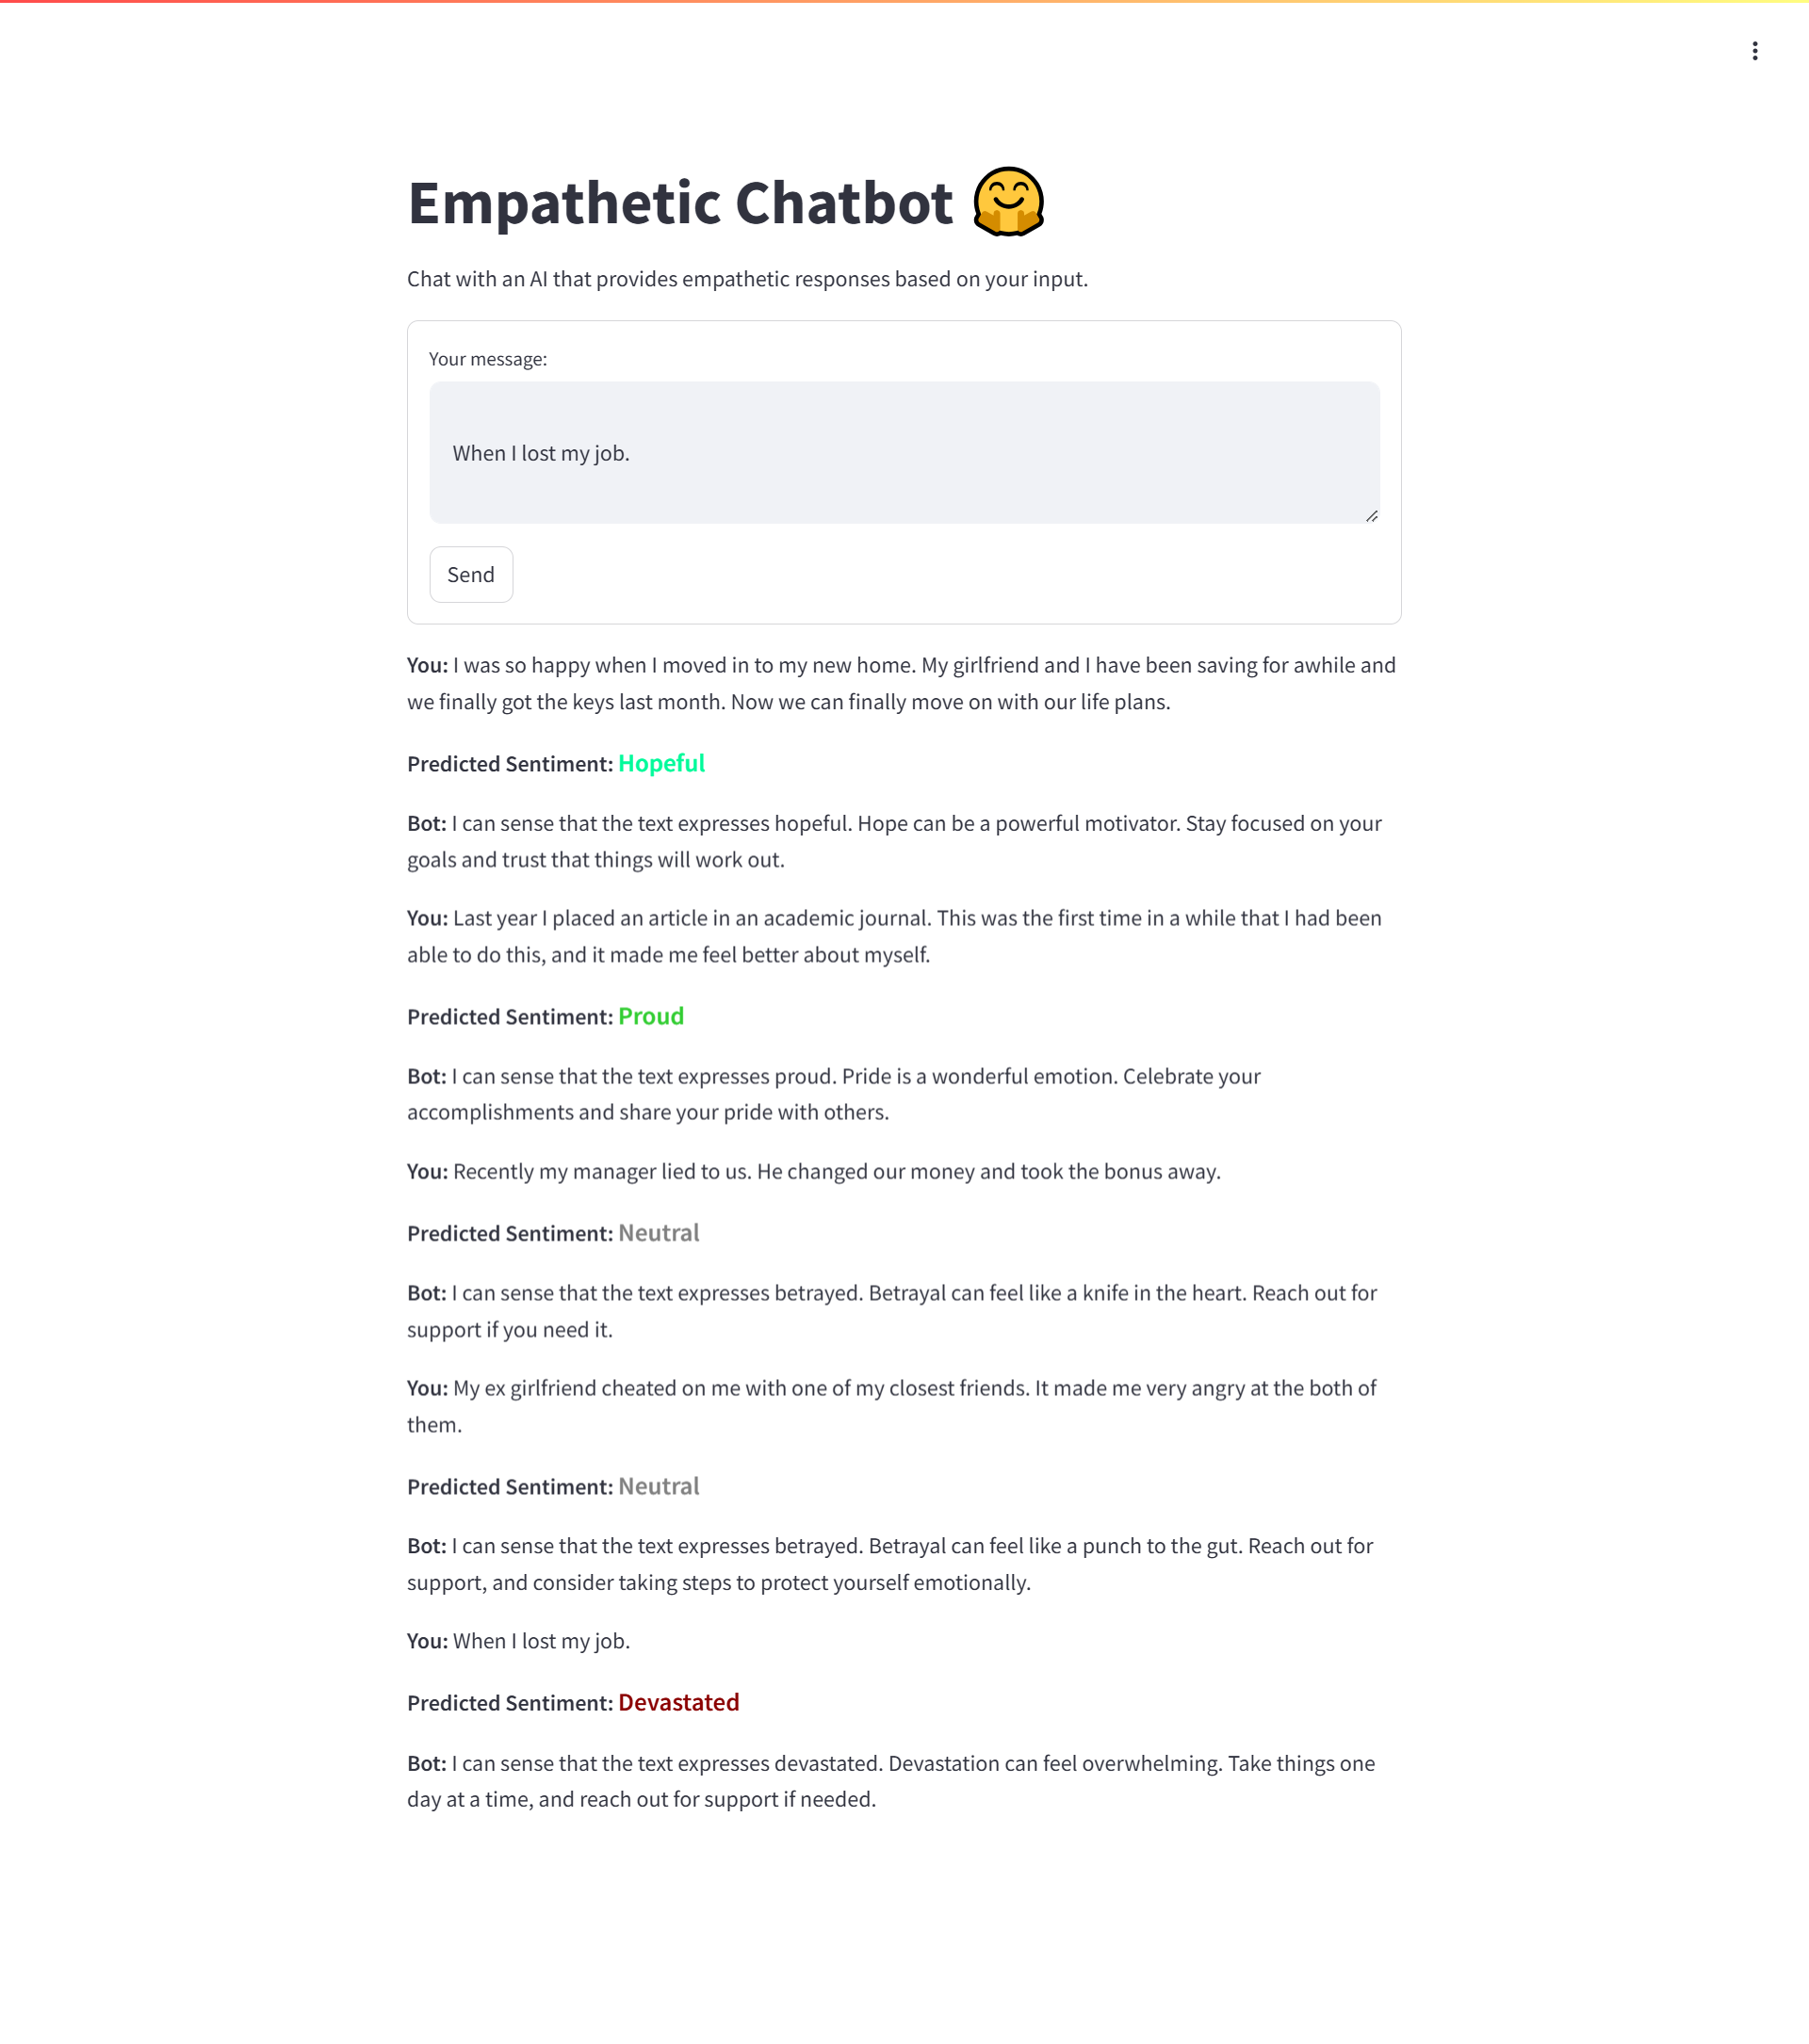 Empathetic Chatbot 🤗
Chat with an AI that provides empathetic responses based on your input.
Your message:
When I lost my job.
Send
You: I was so happy when I moved in to my new home. My girlfriend and I have been saving for awhile and
we finally got the keys last month. Now we can finally move on with our life plans.
Predicted Sentiment: Hopeful
Bot: I can sense that the text expresses hopeful. Hope can be a powerful motivator. Stay focused on your
goals and trust that things will work out.
You: Last year I placed an article in an academic journal. This was the first time in a while that I had been
able to do this, and it made me feel better about myself.
Predicted Sentiment: Proud
Bot: I can sense that the text expresses proud. Pride is a wonderful emotion. Celebrate your
accomplishments and share your pride with others.
You: Recently my manager lied to us. He changed our money and took the bonus away.
Predicted Sentiment: Neutral
Bot: I can sense that the text expresses betrayed. Betrayal can feel like a knife in the heart. Reach out for
support if you need it.
You: My ex girlfriend cheated on me with one of my closest friends. It made me very angry at the both of
them.
Predicted Sentiment: Neutral
Bot: I can sense that the text expresses betrayed. Betrayal can feel like a punch to the gut. Reach out for
support, and consider taking steps to protect yourself emotionally.
You: When I lost my job.
Predicted Sentiment: Devastated
Bot: I can sense that the text expresses devastated. Devastation can feel overwhelming. Take things one
day at a time, and reach out for support if needed.